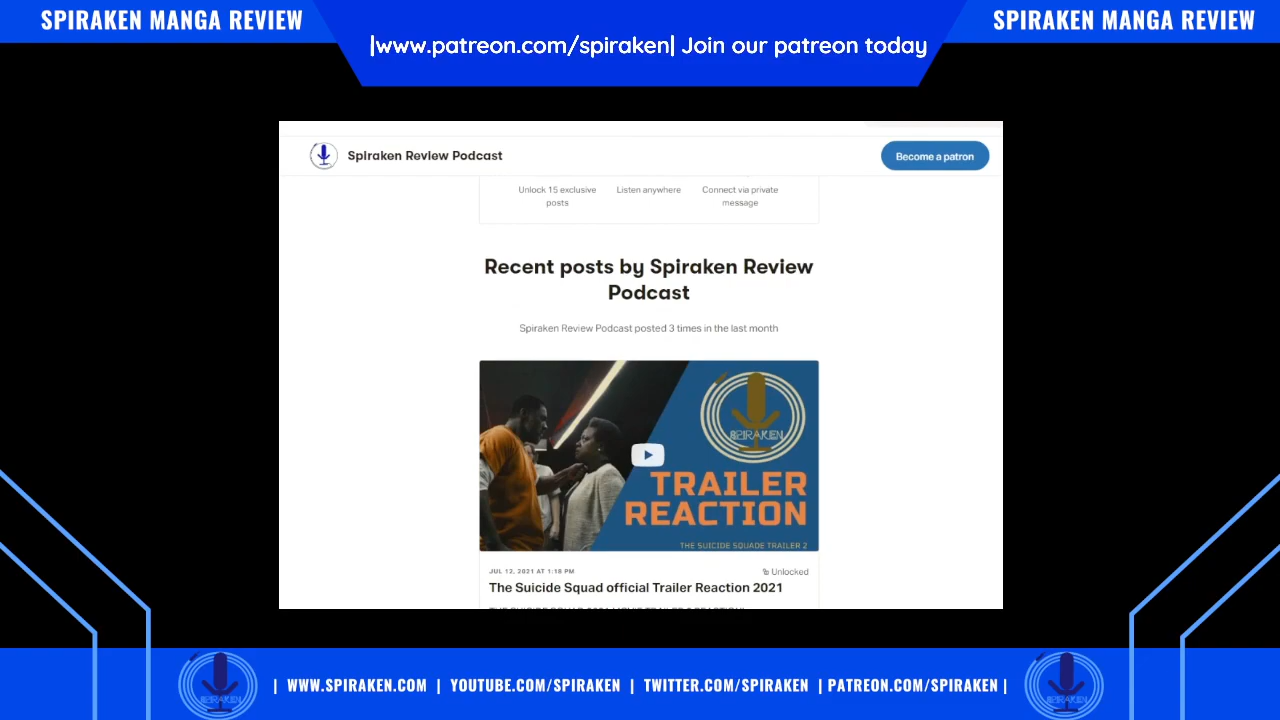 SPIRAKEN MANGA REVIEW
|www.patreon.com/spiraken| Join our patreon today
SPIRAKEN MANGA REVIEW
Spiraken Review Podcast
Become a patron
Unlock 15 exclusive
posts
Listen anywhere
Connect via private
message
Recent posts by Spiraken Review
Podcast
Spiraken Review Podcast posted 3 times in the last month
SPIRAKEN
TRAILER
REACTION
THE SUICIDE SQUADE TRAILER 2
JUL 12, 2021 AT 1:18 PM
Unlocked
The Suicide Squad official Trailer Reaction 2021
SPIRAKEN
| WWW.SPIRAKEN.COM | YOUTUBE.COM/SPIRAKEN | TWITTER.COM/SPIRAKEN | PATREON.COM/SPIRAKEN |
SPIRAKEN